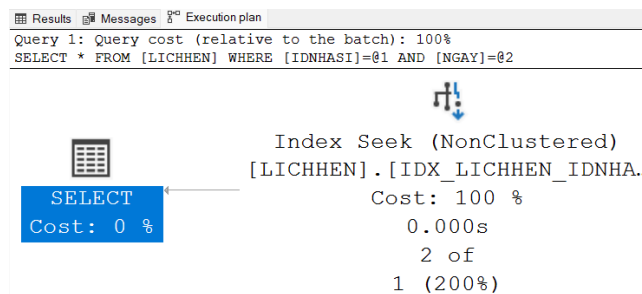 Results Messages Execution plan
Query 1: Query cost (relative to the batch): 100%
SELECT * FROM [LICHHEN] WHERE [IDNHASI]=@1 AND [NGAY]=@2
SELECT
Cost: 0 %
Index Seek (NonClustered)
[LICHHEN].[IDX_LICHHEN_IDNHA.
Cost: 100 %
0.000s
2 of
1 (200%)